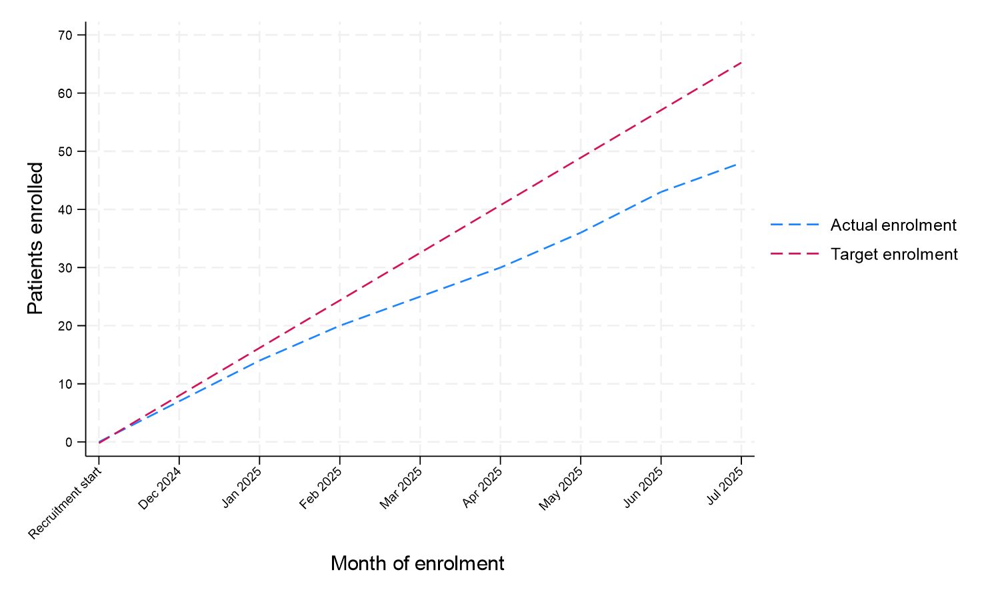 70
60
50
40
30
20
10
0
Patients enrolled
Recruitment start
Dec 2024
Jan 2025
Feb 2025
Mar 2025
Apr 2025
May 2025
Jun 2025
Jul 2025
Month of enrolment
Actual enrolment
Target enrolment